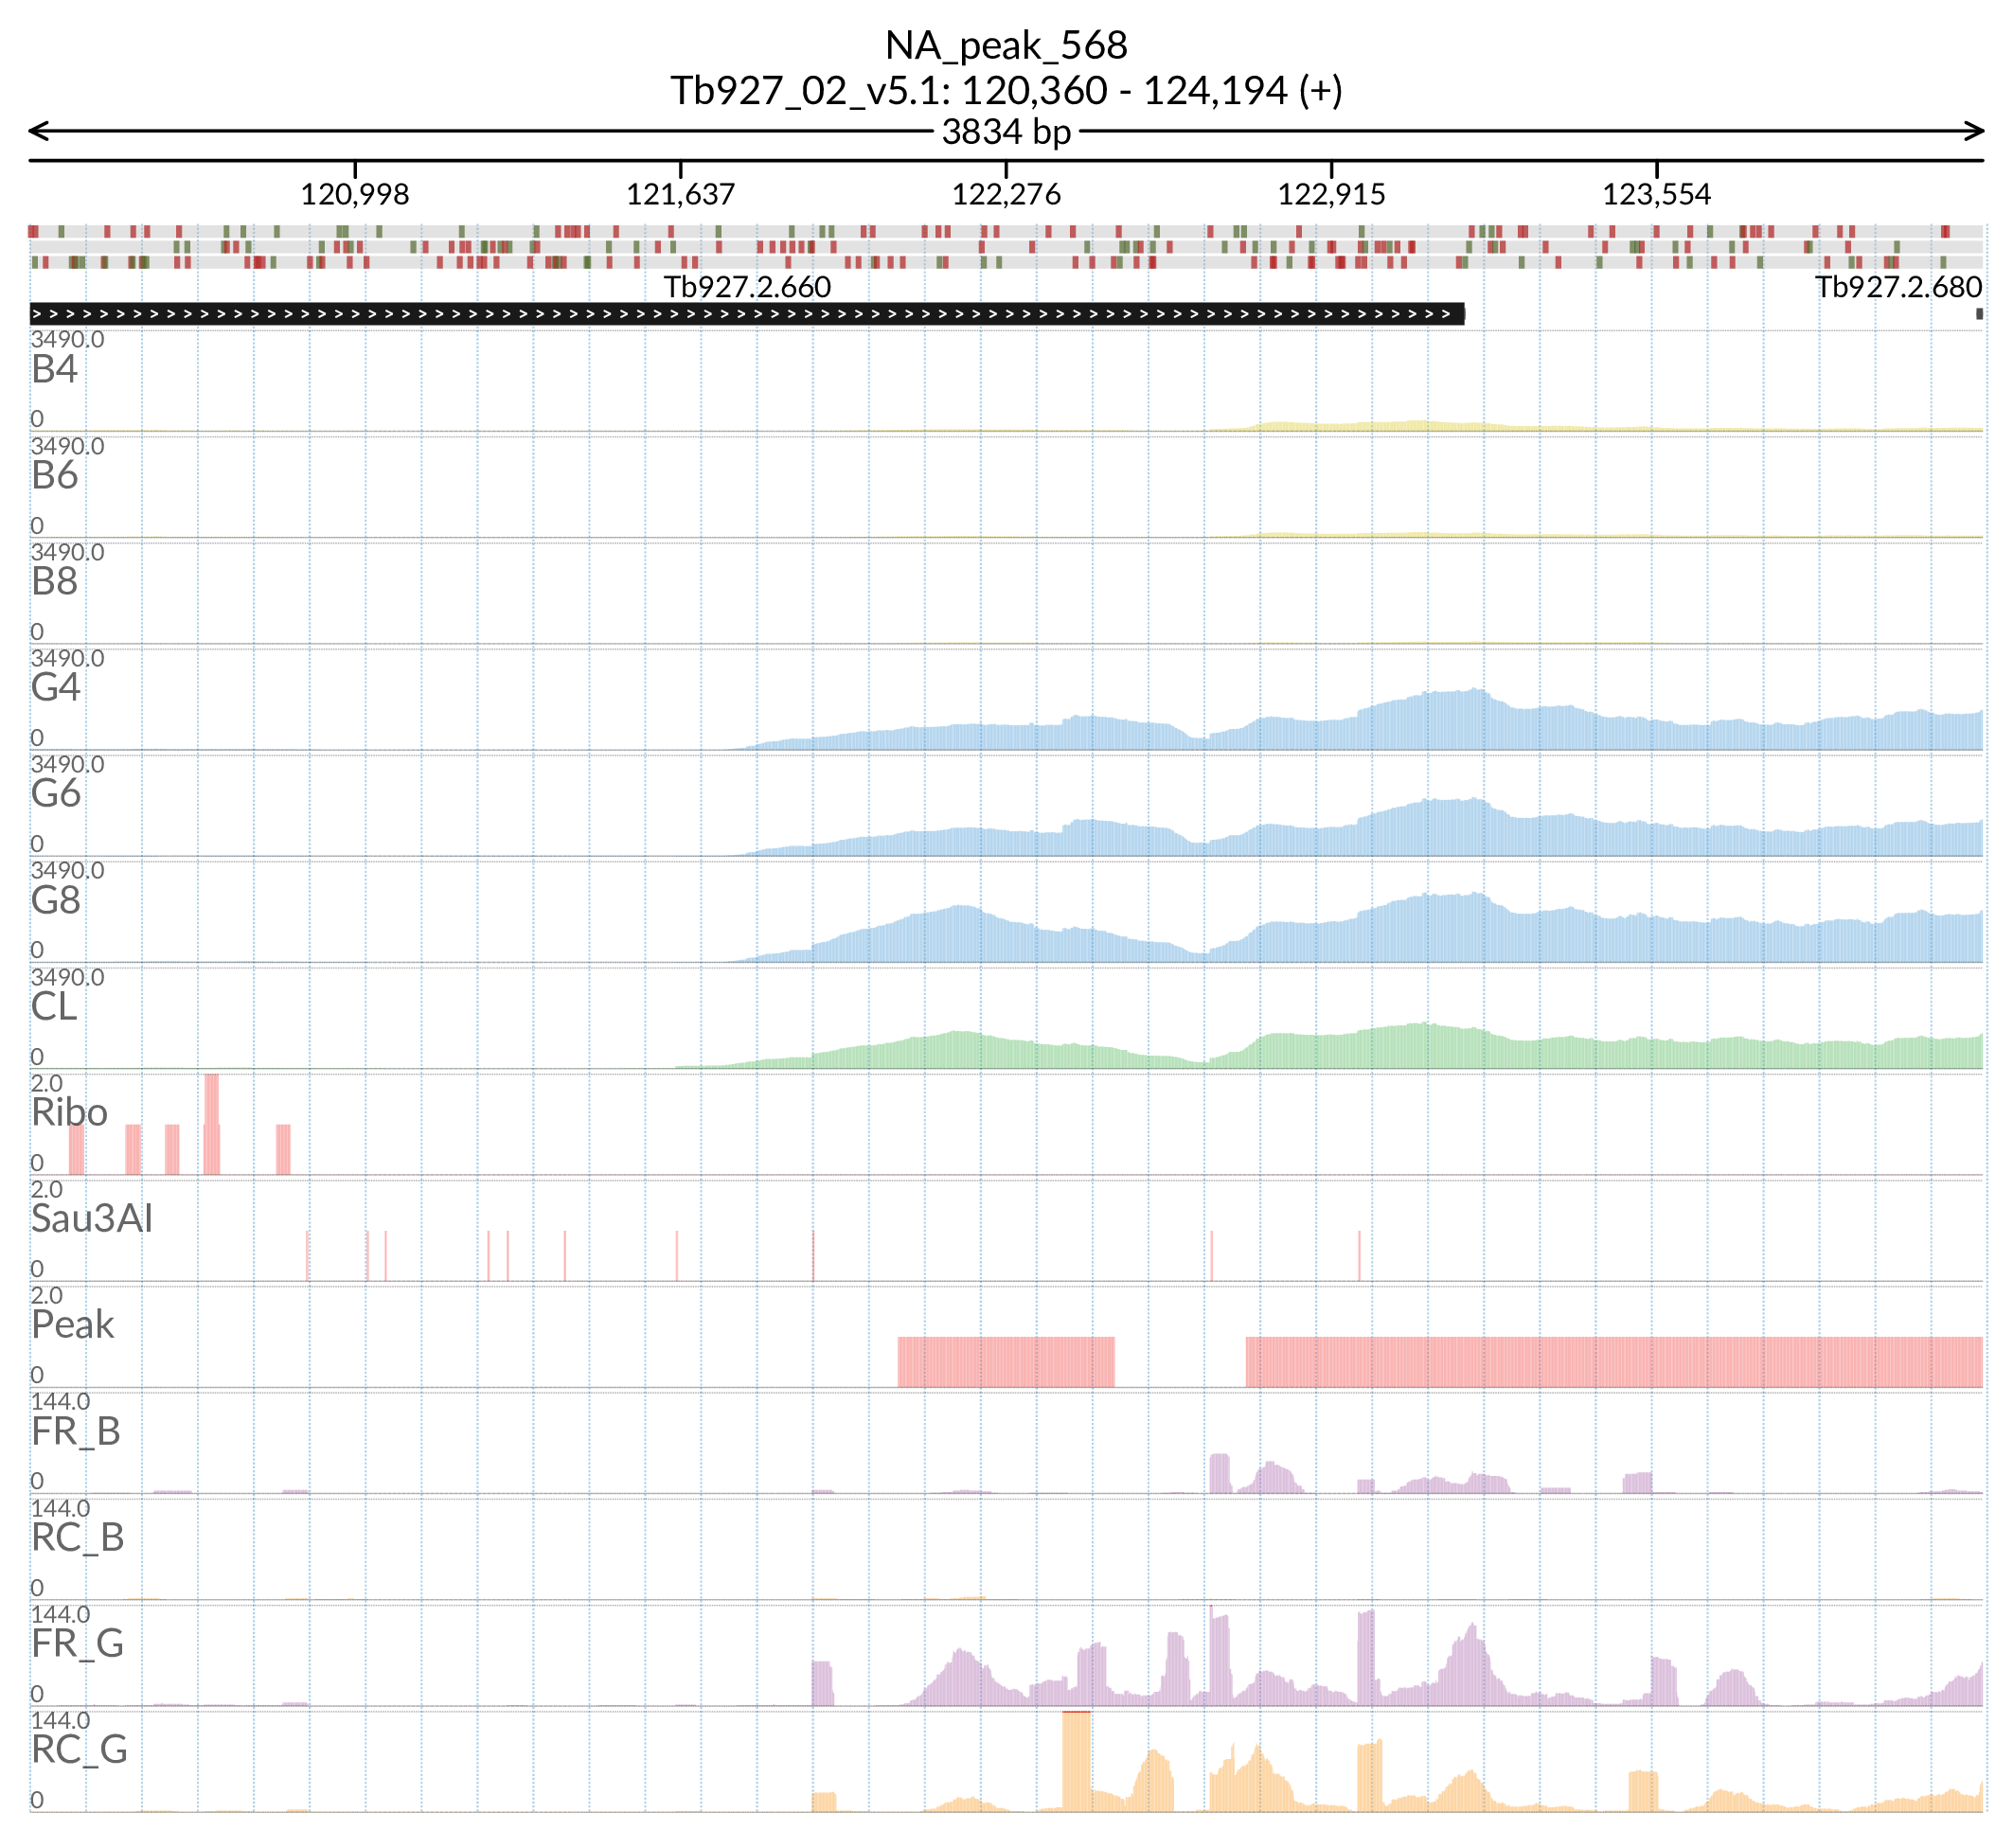 NA_peak_568
Tb927_02_v5.1: 120,360 - 124,194 (+)
3834 bp
120,998 121,637 122,276 122,915 123,554
Tb927.2.660 Tb927.2.680
3490.0
B4
0
3490.0
B6
0
3490.0
B8
0
3490.0
G4
0
3490.0
G6
0
3490.0
G8
0
3490.0
CL
0
2.0
Ribo
0
2.0
Sau3AI
0
2.0
Peak
0
144.0
FR_B
0
144.0
RC_B
0
144.0
FR_G
0
144.0
RC_G
0